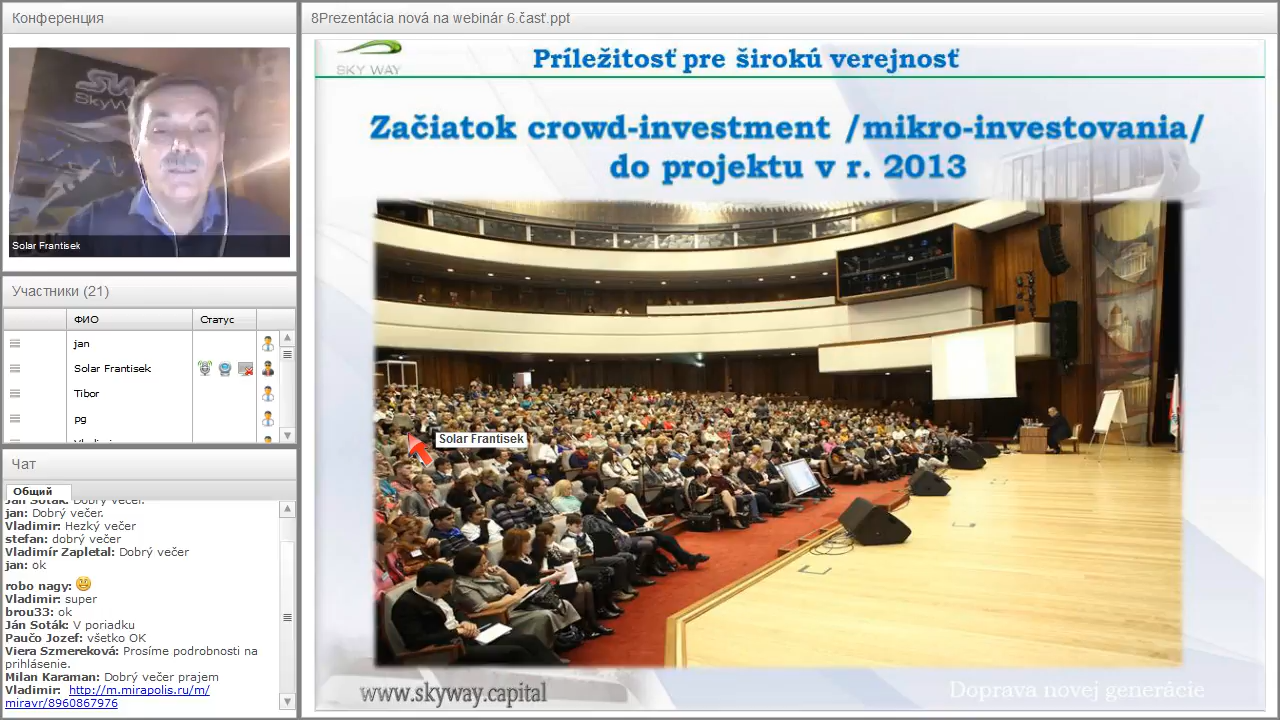 Конференция
Solar Frantisek
Участники (21)
ФИО Статус
jan
Solar Frantisek
Tibor
pg
Чат
Общий
Ján Soták: Dobrý večer.
jan: Dobrý večer.
Vladimir: Hezký večer
stefan: dobrý večer
Vladimír Zapletal: Dobrý večer
jan: ok
robo nagy:
Vladimir: super
brou33: ok
Ján Soták: V poriadku
Paučo Jozef: všetko OK
Viera Szmereková: Prosíme podrobnosti na
prihlásenie.
Milan Karaman: Dobrý večer prajem
Vladimir: http://m.mirapolis.ru/m/
miravr/8960867976
8Prezentácia nová na webinár 6.časť.ppt
SKY WAY
Príležitosť pre širokú verejnosť
Začiatok crowd-investment /mikro-investovania/
do projektu v r. 2013
Solar Frantisek
www.skyway.capital
Doprava novej generácie